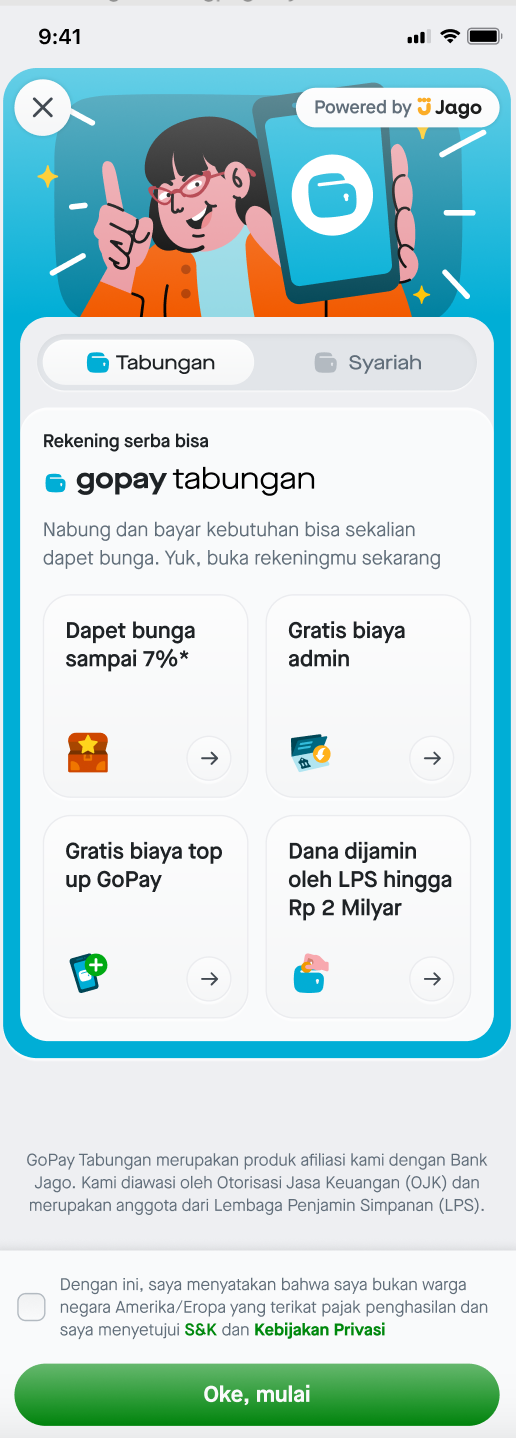 9:41
Powered by Jago
Tabungan
Syariah
Rekening serba bisa
gopay tabungan
Nabung dan bayar kebutuhan bisa sekalian
dapet bunga. Yuk, buka rekeningmu sekarang
Dapet bunga
sampai 7%*
Gratis biaya
admin
Gratis biaya top
up GoPay
Dana dijamin
oleh LPS hingga
Rp 2 Milyar
GoPay Tabungan merupakan produk afiliasi kami dengan Bank
Jago. Kami diawasi oleh Otorisasi Jasa Keuangan (OJK) dan
merupakan anggota dari Lembaga Penjamin Simpanan (LPS).
Dengan ini, saya menyatakan bahwa saya bukan warga
negara Amerika/Eropa yang terikat pajak penghasilan dan
saya menyetujui S&K dan Kebijakan Privasi
Oke, mulai